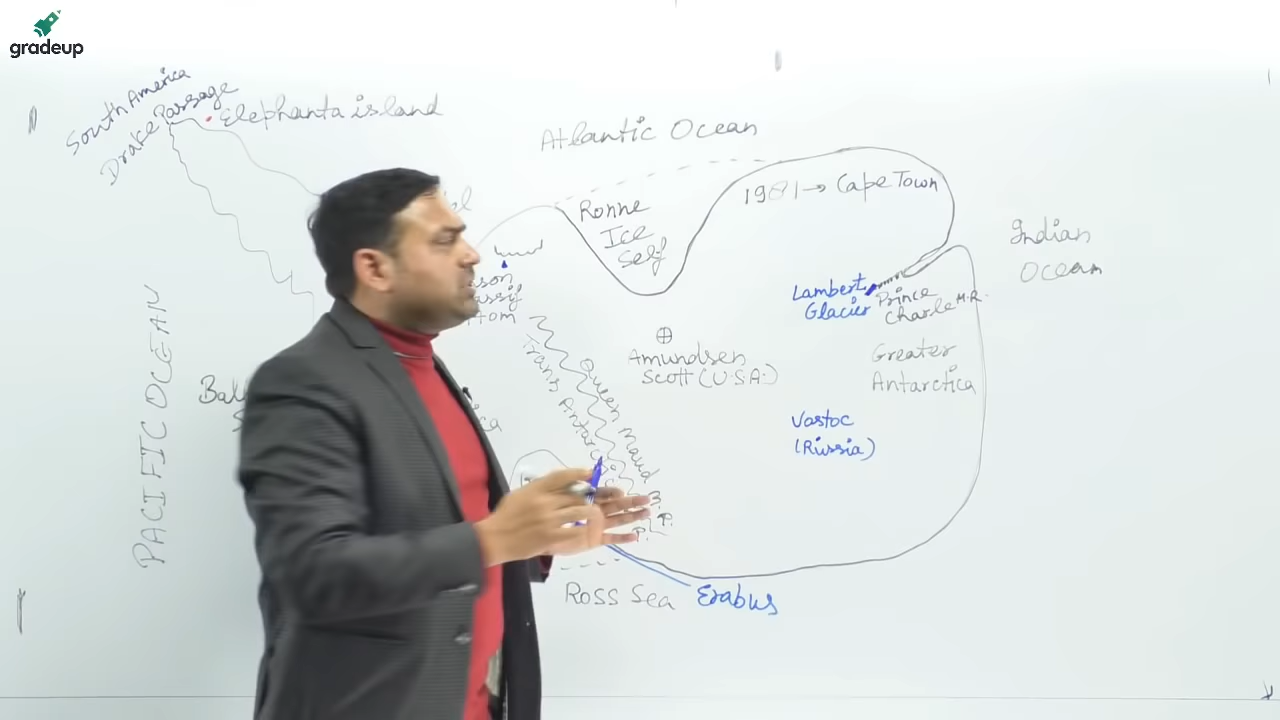 gradeup
South America
Drake Passage
Elephanta island
Atlantic Ocean
1981→ Cape Town
Ronne
Ice
Self
Indian
Ocean
Lambert
Glacier
Prince
Charle M.R.
Greater
Antarctica
Amundsen
Scott (U.S.A.)
Vostoc
(Russia)
Queen Maud
PACIFIC OCEAN
Ross Sea
Erabus